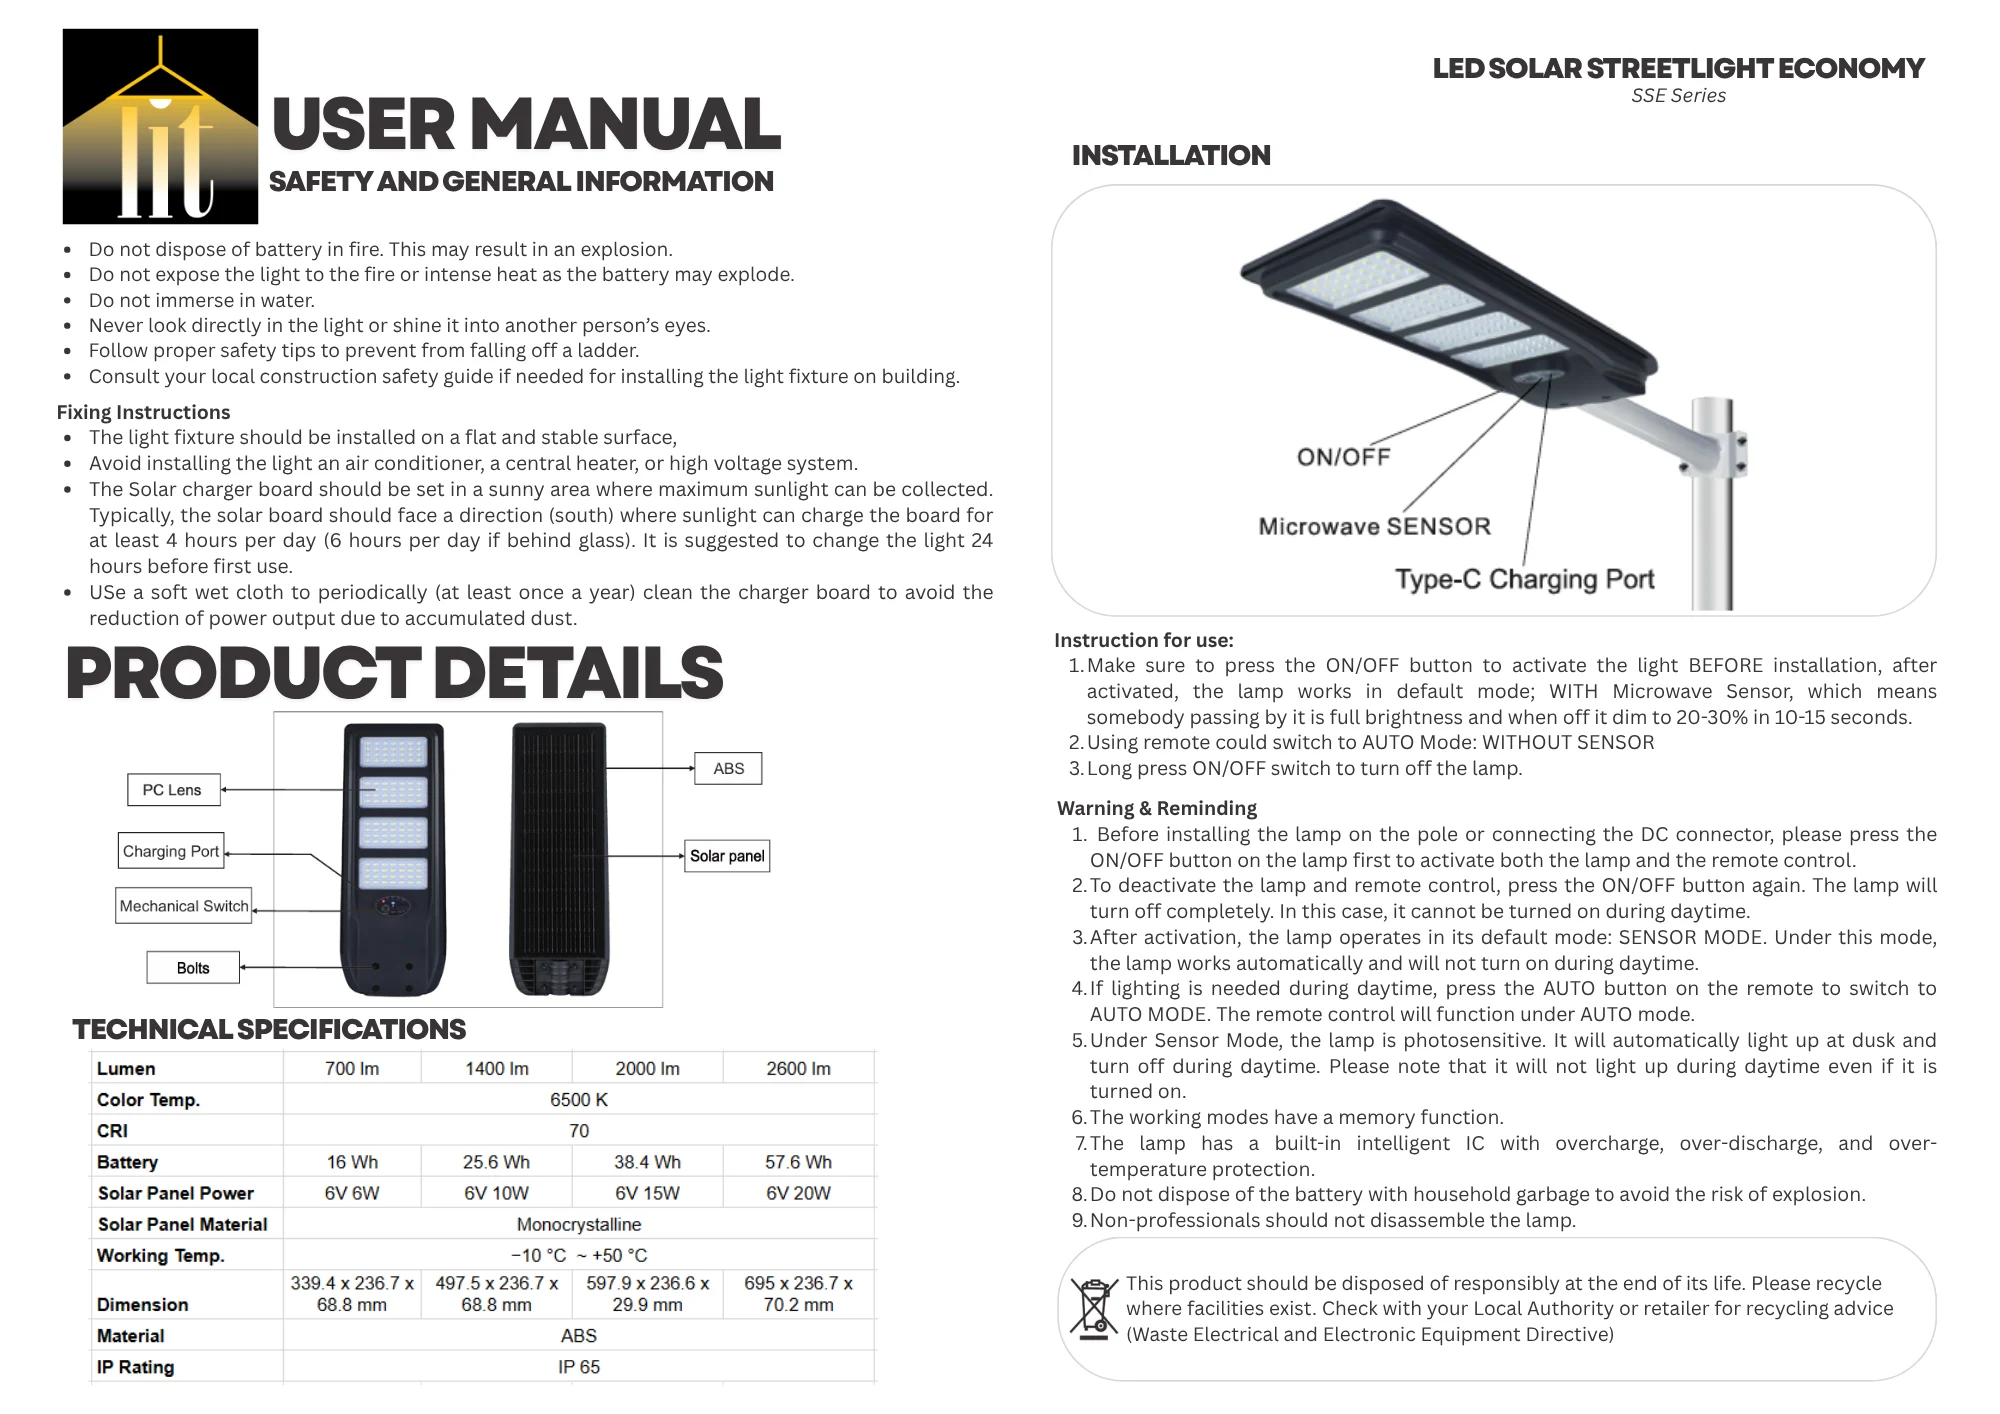 lit
USER MANUAL
SAFETY AND GENERAL INFORMATION
• Do not dispose of battery in fire. This may result in an explosion.
• Do not expose the light to the fire or intense heat as the battery may explode.
• Do not immerse in water.
• Never look directly in the light or shine it into another person’s eyes.
• Follow proper safety tips to prevent from falling off a ladder.
• Consult your local construction safety guide if needed for installing the light fixture on building.
Fixing Instructions
• The light fixture should be installed on a flat and stable surface,
• Avoid installing the light an air conditioner, a central heater, or high voltage system.
• The Solar charger board should be set in a sunny area where maximum sunlight can be collected.
Typically, the solar board should face a direction (south) where sunlight can charge the board for
at least 4 hours per day (6 hours per day if behind glass). It is suggested to change the light 24
hours before first use.
• USe a soft wet cloth to periodically (at least once a year) clean the charger board to avoid the
reduction of power output due to accumulated dust.
PRODUCT DETAILS
PC Lens
Charging Port
Mechanical Switch
Bolts
ABS
Solar panel
TECHNICAL SPECIFICATIONS
Lumen 700 lm 1400 lm 2000 lm 2600 lm
Color Temp. 6500 K
CRI 70
Battery 16 Wh 25.6 Wh 38.4 Wh 57.6 Wh
Solar Panel Power 6V 6W 6V 10W 6V 15W 6V 20W
Solar Panel Material Monocrystalline
Working Temp. −10 °C ~ +50 °C
339.4 x 236.7 x 497.5 x 236.7 x 597.9 x 236.6 x 695 x 236.7 x
Dimension 68.8 mm 68.8 mm 29.9 mm 70.2 mm
Material ABS
IP Rating IP 65
LED SOLAR STREETLIGHT ECONOMY
SSE Series
INSTALLATION
ON/OFF
Microwave SENSOR
Type-C Charging Port
Instruction for use:
1. Make sure to press the ON/OFF button to activate the light BEFORE installation, after
activated, the lamp works in default mode; WITH Microwave Sensor, which means
somebody passing by it is full brightness and when off it dim to 20-30% in 10-15 seconds.
2. Using remote could switch to AUTO Mode: WITHOUT SENSOR
3. Long press ON/OFF switch to turn off the lamp.
Warning & Reminding
1. Before installing the lamp on the pole or connecting the DC connector, please press the
ON/OFF button on the lamp first to activate both the lamp and the remote control.
2. To deactivate the lamp and remote control, press the ON/OFF button again. The lamp will
turn off completely. In this case, it cannot be turned on during daytime.
3. After activation, the lamp operates in its default mode: SENSOR MODE. Under this mode,
the lamp works automatically and will not turn on during daytime.
4. If lighting is needed during daytime, press the AUTO button on the remote to switch to
AUTO MODE. The remote control will function under AUTO mode.
5. Under Sensor Mode, the lamp is photosensitive. It will automatically light up at dusk and
turn off during daytime. Please note that it will not light up during daytime even if it is
turned on.
6. The working modes have a memory function.
7. The lamp has a built-in intelligent IC with overcharge, over-discharge, and over-
temperature protection.
8. Do not dispose of the battery with household garbage to avoid the risk of explosion.
9. Non-professionals should not disassemble the lamp.
This product should be disposed of responsibly at the end of its life. Please recycle
where facilities exist. Check with your Local Authority or retailer for recycling advice
(Waste Electrical and Electronic Equipment Directive)